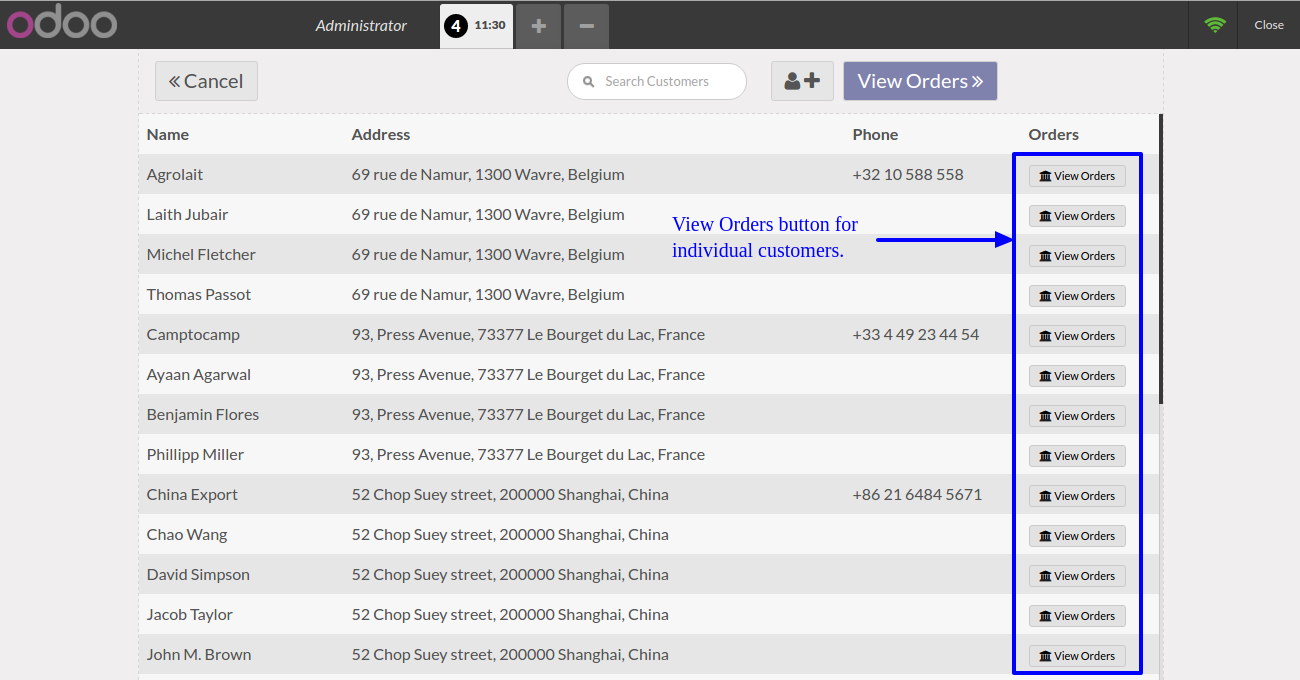 odoo
Administrator
4 11:30
Close
Cancel
Search Customers
View Orders
Name Address Phone Orders
Agrolait 69 rue de Namur, 1300 Wavre, Belgium +32 10 588 558 View Orders
Laith Jubair 69 rue de Namur, 1300 Wavre, Belgium View Orders
View Orders button for
individual customers.
Michel Fletcher 69 rue de Namur, 1300 Wavre, Belgium View Orders
Thomas Passot 69 rue de Namur, 1300 Wavre, Belgium View Orders
Camptocamp 93, Press Avenue, 73377 Le Bourget du Lac, France +33 4 49 23 44 54 View Orders
Ayaan Agarwal 93, Press Avenue, 73377 Le Bourget du Lac, France View Orders
Benjamin Flores 93, Press Avenue, 73377 Le Bourget du Lac, France View Orders
Phillipp Miller 93, Press Avenue, 73377 Le Bourget du Lac, France View Orders
China Export 52 Chop Suey street, 200000 Shanghai, China +86 21 6484 5671 View Orders
Chao Wang 52 Chop Suey street, 200000 Shanghai, China View Orders
David Simpson 52 Chop Suey street, 200000 Shanghai, China View Orders
Jacob Taylor 52 Chop Suey street, 200000 Shanghai, China View Orders
John M. Brown 52 Chop Suey street, 200000 Shanghai, China View Orders